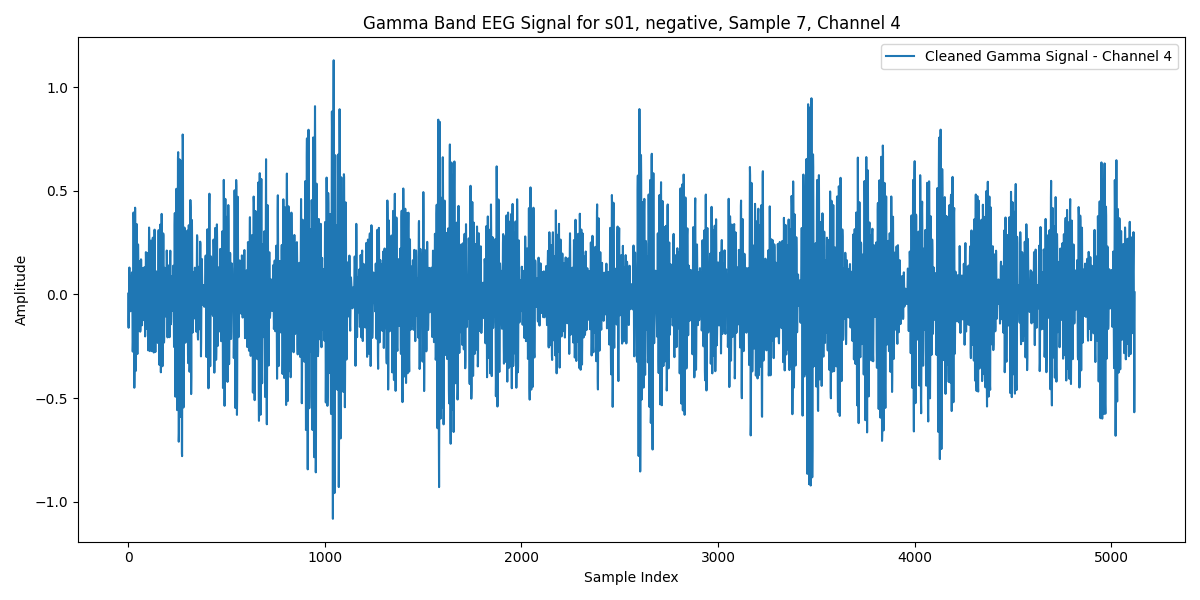 Gamma Band EEG Signal for s01, negative, Sample 7, Channel 4
Cleaned Gamma Signal - Channel 4
1.0
0.5
0.0
−0.5
−1.0
Amplitude
0 1000 2000 3000 4000 5000
Sample Index